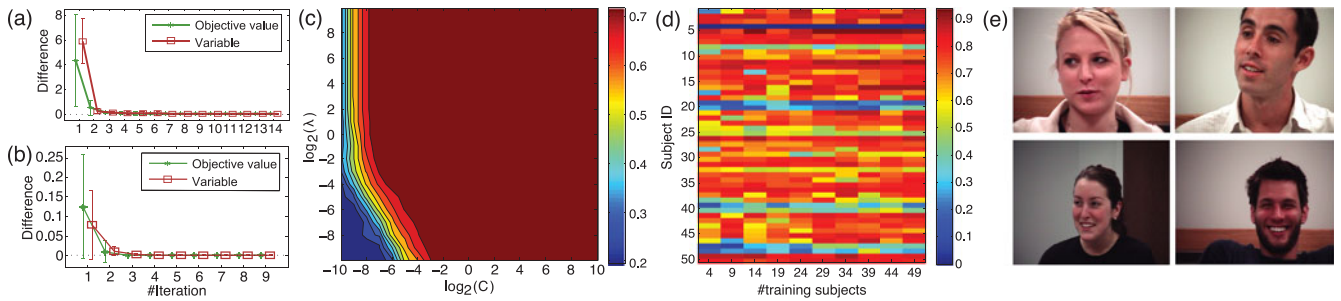 (a)
Objective value
Variable
Difference
8
6
4
2
0
1 2 3 4 5 6 7 8 9 10 11 12 13 14
(b)
Objective value
Variable
Difference
0.25
0.2
0.15
0.1
0.05
0
1 2 3 4 5 6 7 8 9
#Iteration
(c)
log2(λ)
8
6
4
2
0
−2
−4
−6
−8
−10 −8 −6 −4 −2 0 2 4 6 8 10
log2(C)
0.7
0.6
0.5
0.4
0.3
0.2
(d)
Subject ID
5
10
15
20
25
30
35
40
45
50
4 9 14 19 24 29 34 39 44 49
#training subjects
0.9
0.8
0.7
0.6
0.5
0.4
0.3
0.2
0.1
0
(e)